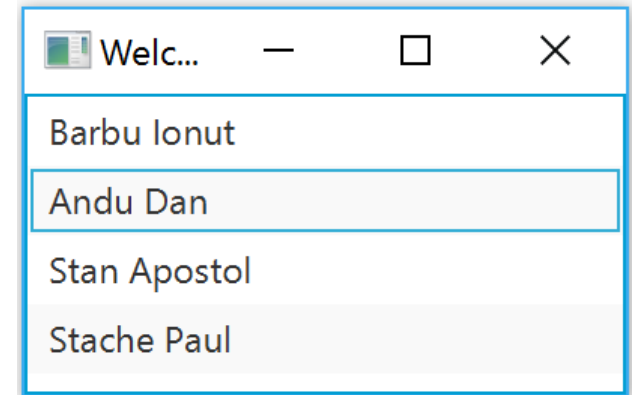 Welc...
Barbu Ionut
Andu Dan
Stan Apostol
Stache Paul